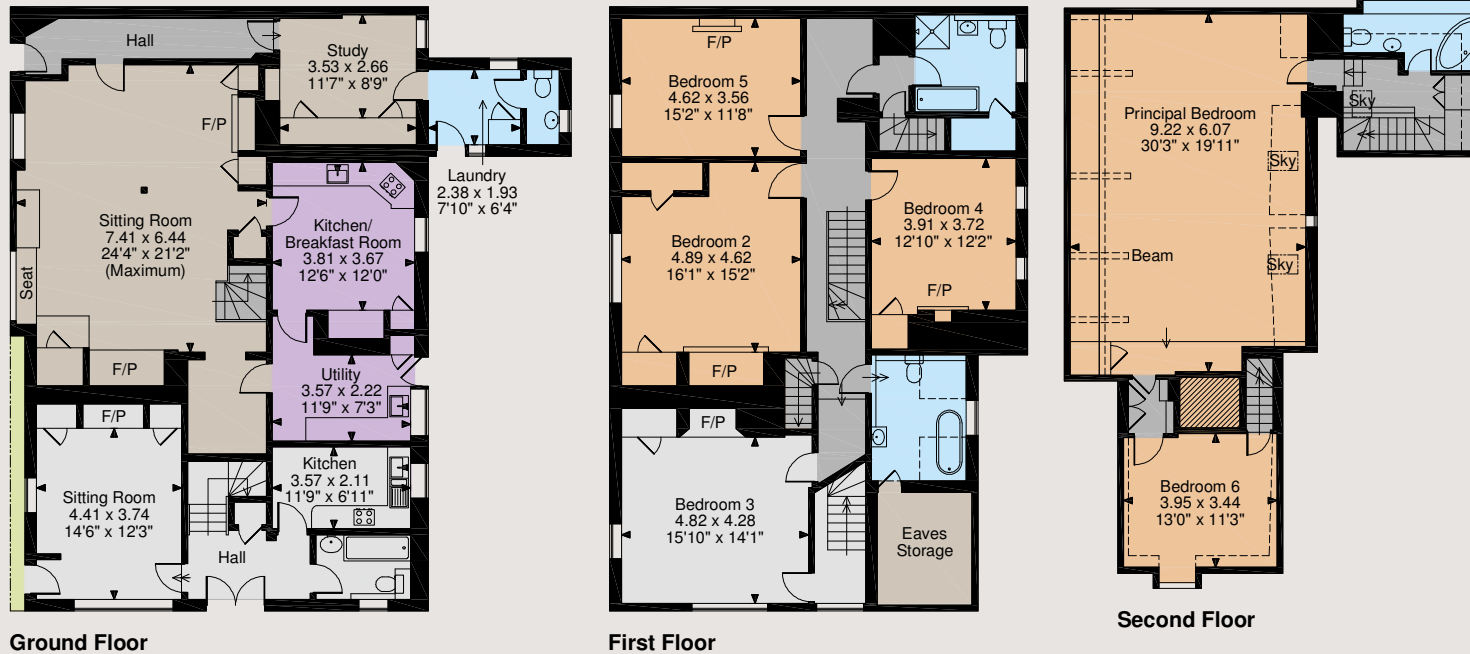 Hall
Study
3.53 x 2.66
11'7" x 8'9"
F/P
Laundry
2.38 x 1.93
7'10" x 6'4"
Sitting Room
7.41 x 6.44
24'4" x 21'2"
(Maximum)
Seat
Kitchen/
Breakfast Room
3.81 x 3.67
12'6" x 12'0"
F/P
Utility
3.57 x 2.22
11'9" x 7'3"
F/P
Sitting Room
4.41 x 3.74
14'6" x 12'3"
Kitchen
3.57 x 2.11
11'9" x 6'11"
Hall
Ground Floor
F/P
Bedroom 5
4.62 x 3.56
15'2" x 11'8"
Bedroom 2
4.89 x 4.62
16'1" x 15'2"
F/P
Bedroom 4
3.91 x 3.72
12'10" x 12'2"
F/P
F/P
Bedroom 3
4.82 x 4.28
15'10" x 14'1"
Eaves
Storage
First Floor
Principal Bedroom
9.22 x 6.07
30'3" x 19'11"
Sky
Sky
Sky
Beam
Bedroom 6
3.95 x 3.44
13'0" x 11'3"
Second Floor